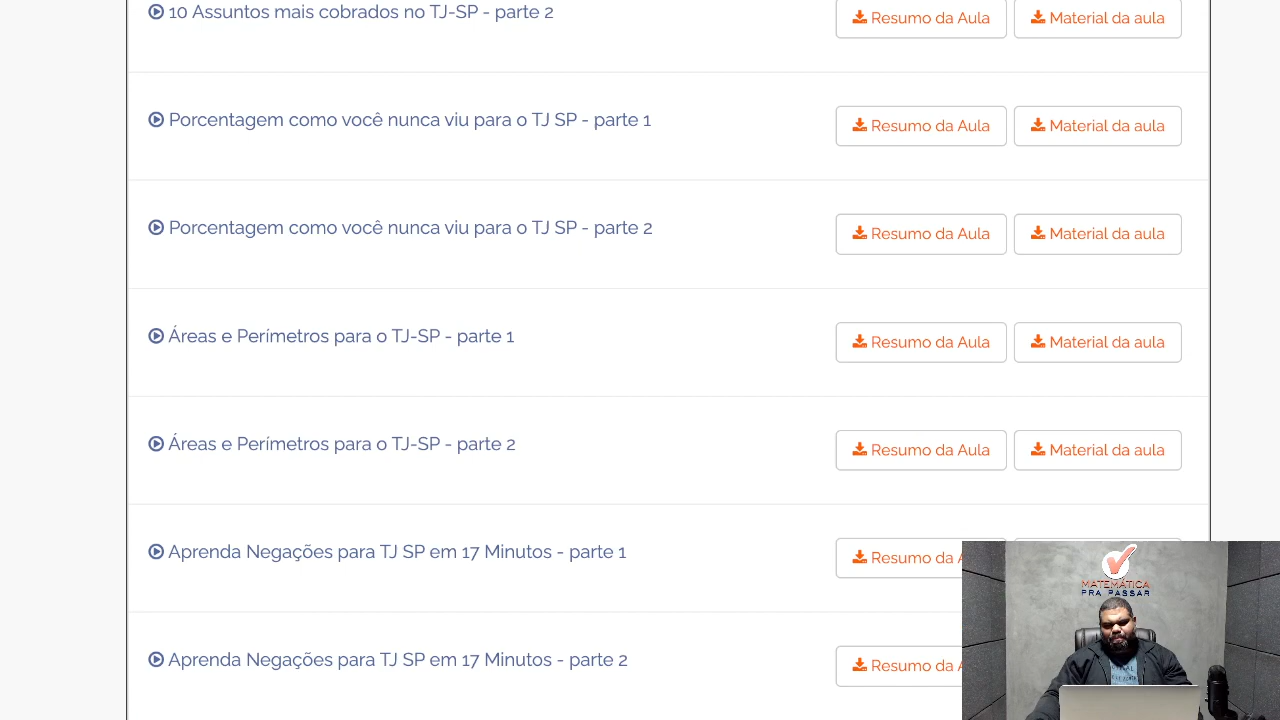 10 Assuntos mais cobrados no TJ-SP - parte 2
Resumo da Aula
Material da aula
Porcentagem como você nunca viu para o TJ SP - parte 1
Resumo da Aula
Material da aula
Porcentagem como você nunca viu para o TJ SP - parte 2
Resumo da Aula
Material da aula
Áreas e Perímetros para o TJ-SP - parte 1
Resumo da Aula
Material da aula
Áreas e Perímetros para o TJ-SP - parte 2
Resumo da Aula
Material da aula
Aprenda Negações para TJ SP em 17 Minutos - parte 1
Resumo da
Aprenda Negações para TJ SP em 17 Minutos - parte 2
Resumo da
MATEMÁTICA
PRA PASSAR